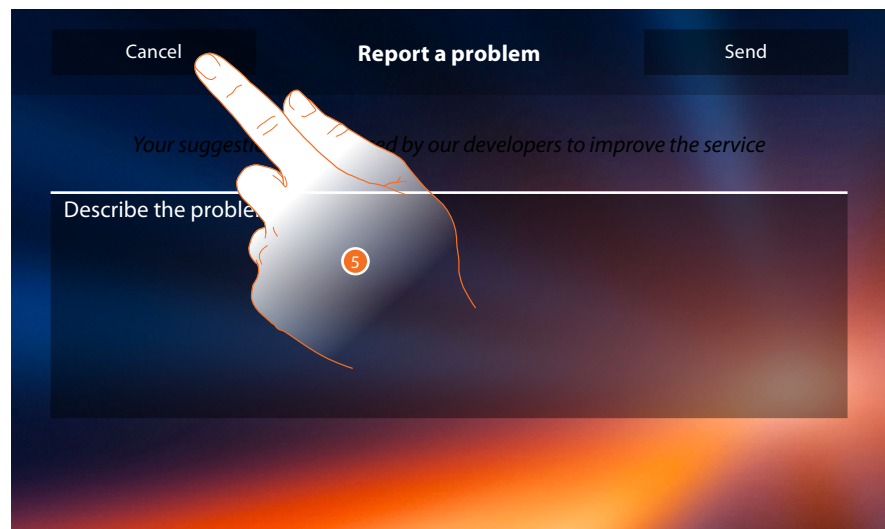 Cancel Report a problem Send
Your suggesti ed by our developers to improve the service
Describe the proble
5